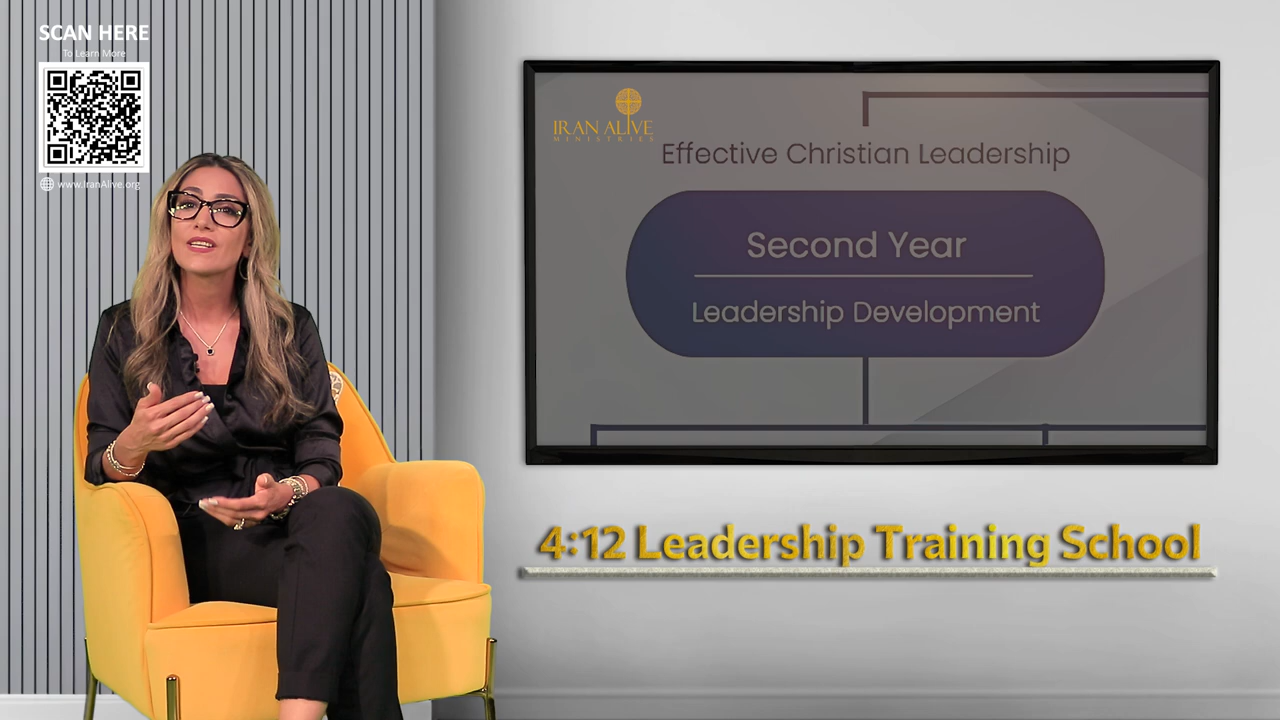 SCAN HERE
To Learn More
www.IranAlive.org
IRAN ALIVE
MINISTRIES
Effective Christian Leadership
Second Year
Leadership Development
4:12 Leadership Training School